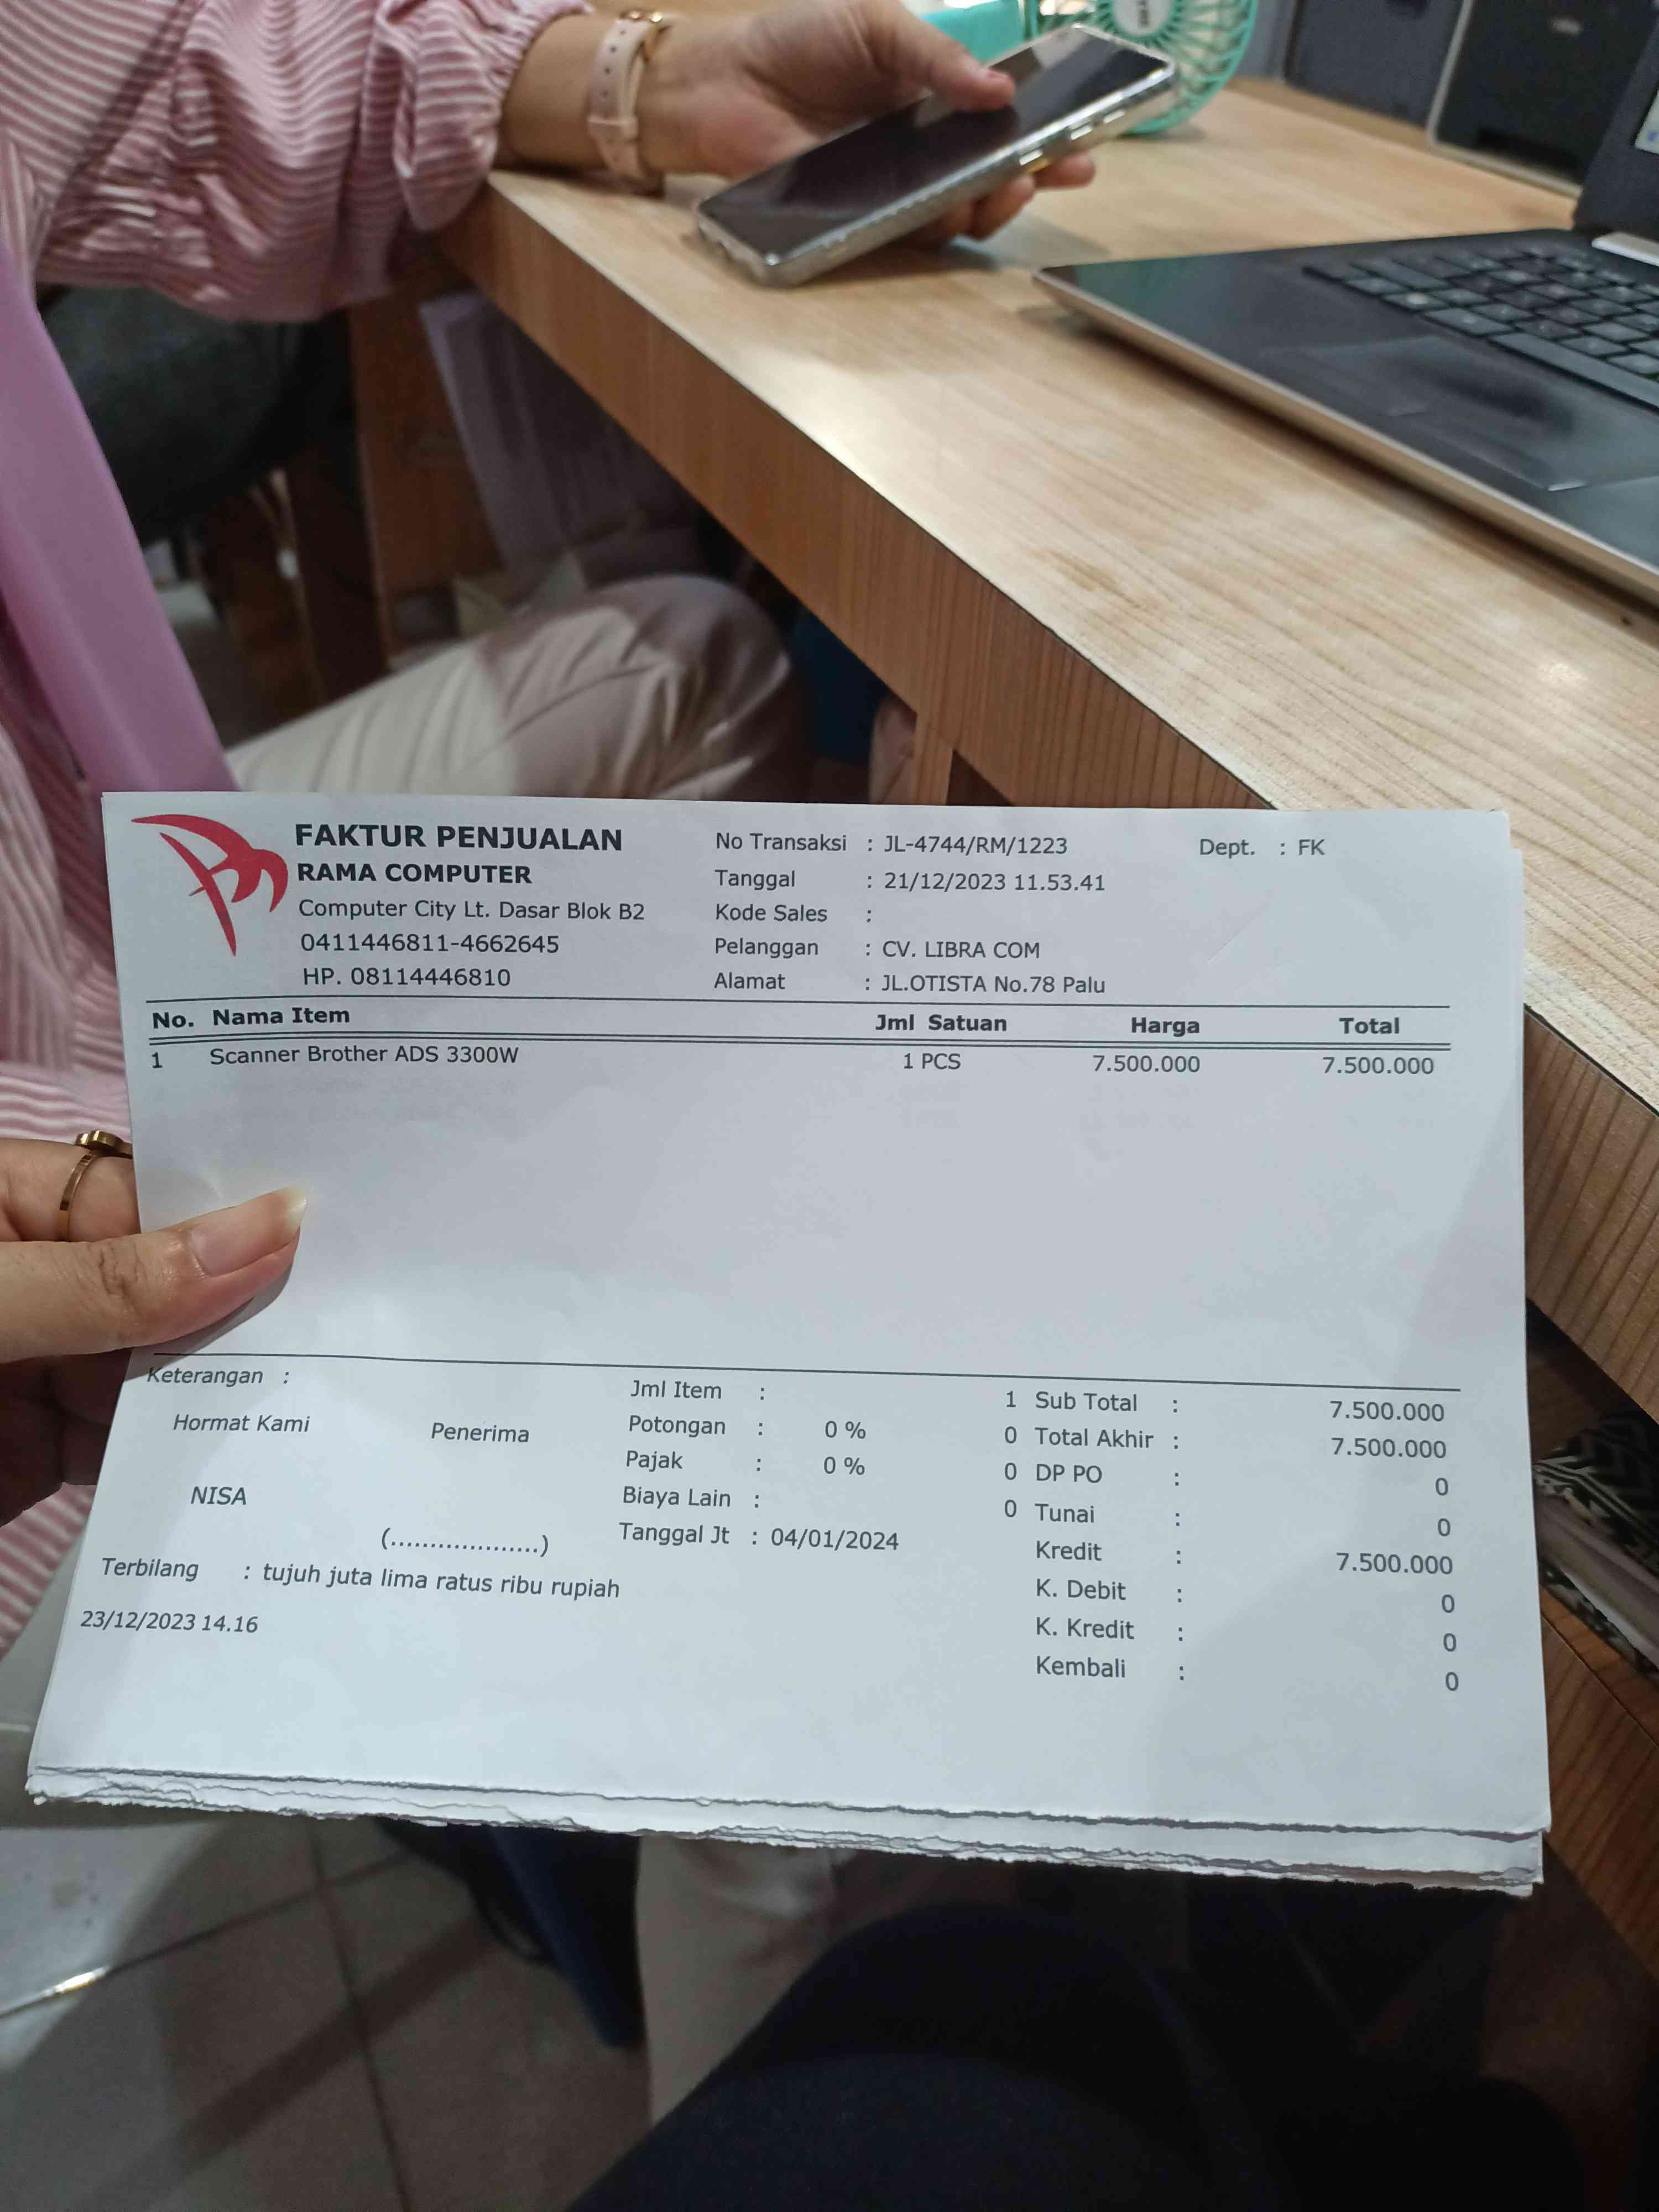 FAKTUR PENJUALAN
RAMA COMPUTER
Computer City Lt. Dasar Blok B2
0411446811-4662645
HP. 08114446810
No Transaksi : JL-4744/RM/1223
Tanggal : 21/12/2023 11.53.41
Kode Sales :
Pelanggan : CV. LIBRA COM
Alamat : JL.OTISTA No.78 Palu
Dept. : FK
No. Nama Item Jml Satuan Harga Total
1 Scanner Brother ADS 3300W 1 PCS 7.500.000 7.500.000
Keterangan :
Hormat Kami Penerima
NISA
(...................)
Jml Item : 1
Potongan : 0 % 0
Pajak : 0 % 0
Biaya Lain : 0
Tanggal Jt : 04/01/2024
Sub Total : 7.500.000
Total Akhir : 7.500.000
DP PO : 0
Tunai : 0
Kredit : 7.500.000
K. Debit : 0
K. Kredit : 0
Kembali : 0
Terbilang : tujuh juta lima ratus ribu rupiah
23/12/2023 14.16